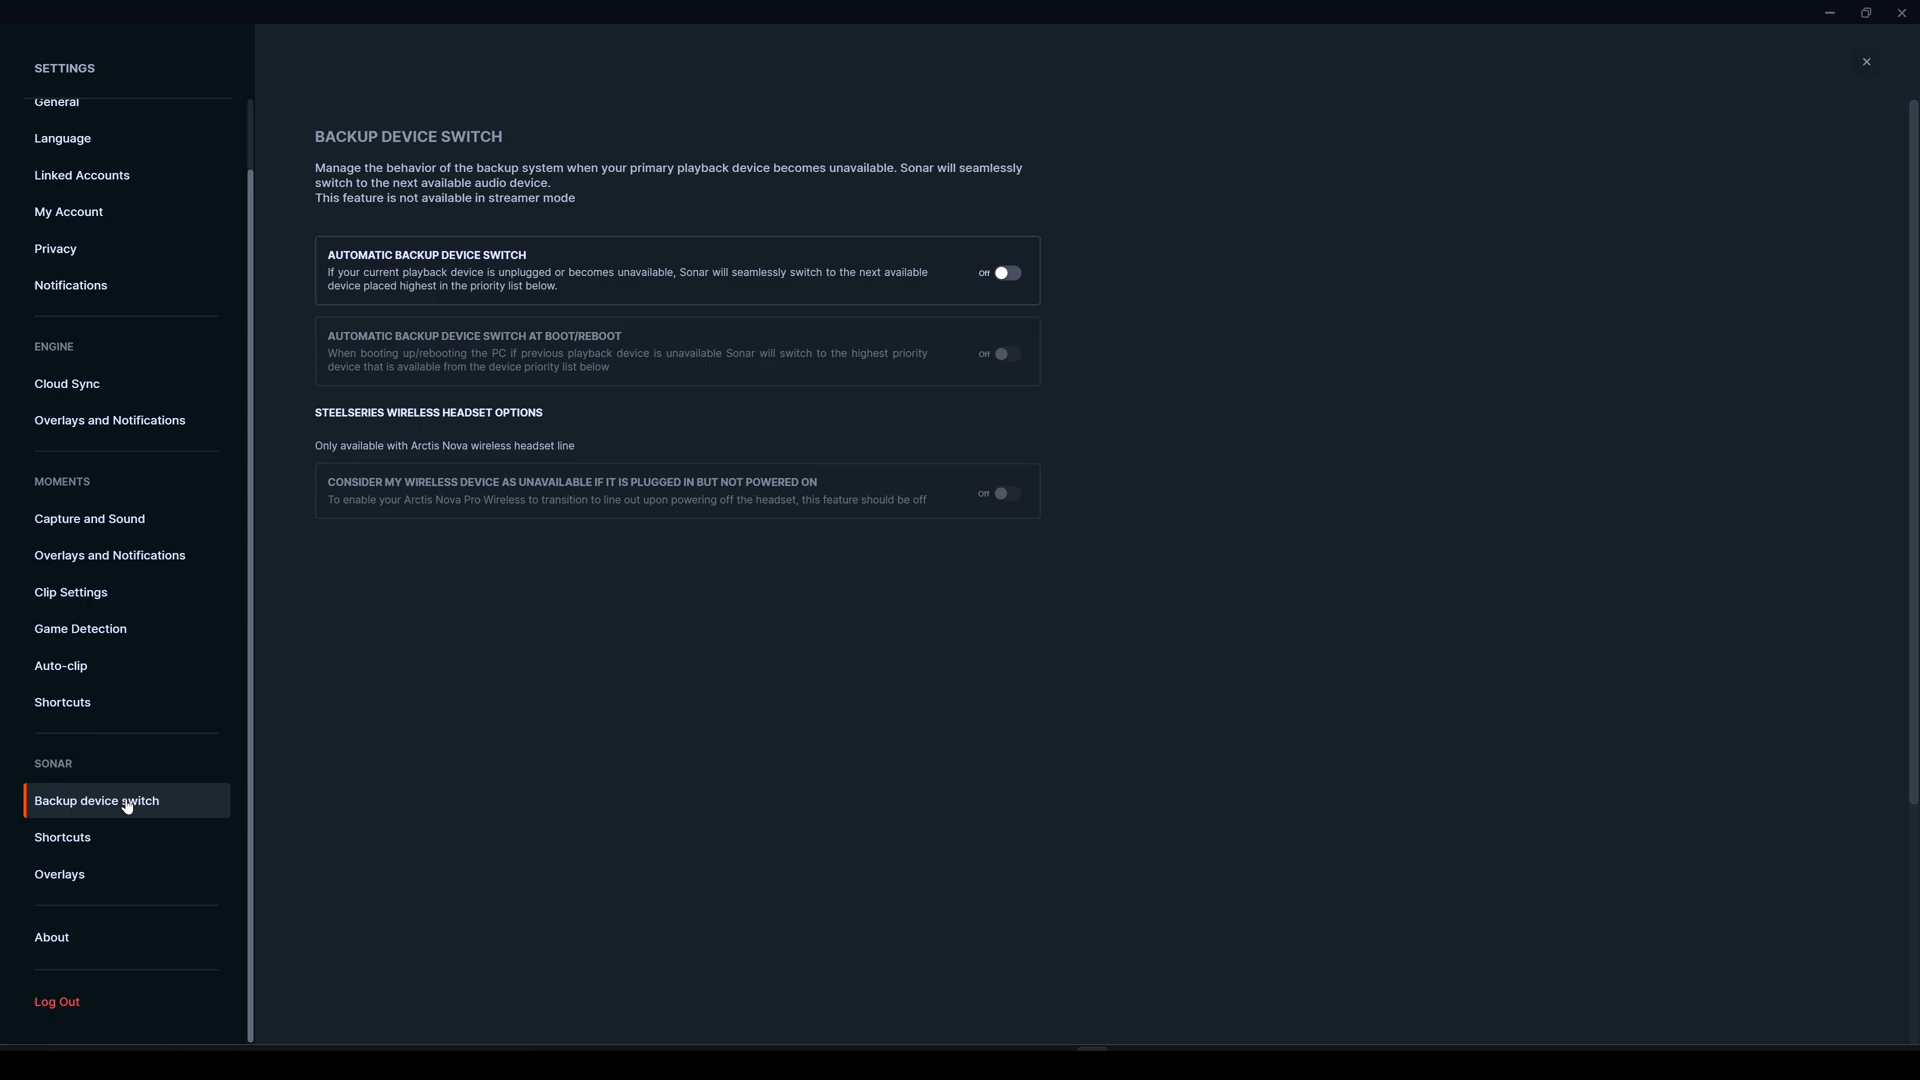 SETTINGS
General
Language
Linked Accounts
My Account
Privacy
Notifications
ENGINE
Cloud Sync
Overlays and Notifications
MOMENTS
Capture and Sound
Overlays and Notifications
Clip Settings
Game Detection
Auto-clip
Shortcuts
SONAR
Backup device switch
Shortcuts
Overlays
About
Log Out
BACKUP DEVICE SWITCH
Manage the behavior of the backup system when your primary playback device becomes unavailable. Sonar will seamlessly
switch to the next available audio device.
This feature is not available in streamer mode
AUTOMATIC BACKUP DEVICE SWITCH
If your current playback device is unplugged or becomes unavailable, Sonar will seamlessly switch to the next available
device placed highest in the priority list below.
Off
AUTOMATIC BACKUP DEVICE SWITCH AT BOOT/REBOOT
When booting up/rebooting the PC if previous playback device is unavailable Sonar will switch to the highest priority
device that is available from the device priority list below
Off
STEELSERIES WIRELESS HEADSET OPTIONS
Only available with Arctis Nova wireless headset line
CONSIDER MY WIRELESS DEVICE AS UNAVAILABLE IF IT IS PLUGGED IN BUT NOT POWERED ON
To enable your Arctis Nova Pro Wireless to transition to line out upon powering off the headset, this feature should be off
Off